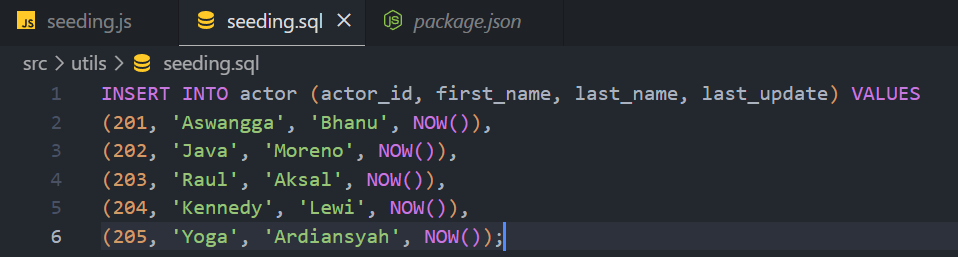 seeding.js seeding.sql package.json
src > utils > seeding.sql
1 INSERT INTO actor (actor_id, first_name, last_name, last_update) VALUES
2 (201, 'Aswangga', 'Bhanu', NOW()),
3 (202, 'Java', 'Moreno', NOW()),
4 (203, 'Raul', 'Aksal', NOW()),
5 (204, 'Kennedy', 'Lewi', NOW()),
6 (205, 'Yoga', 'Ardiansyah', NOW());